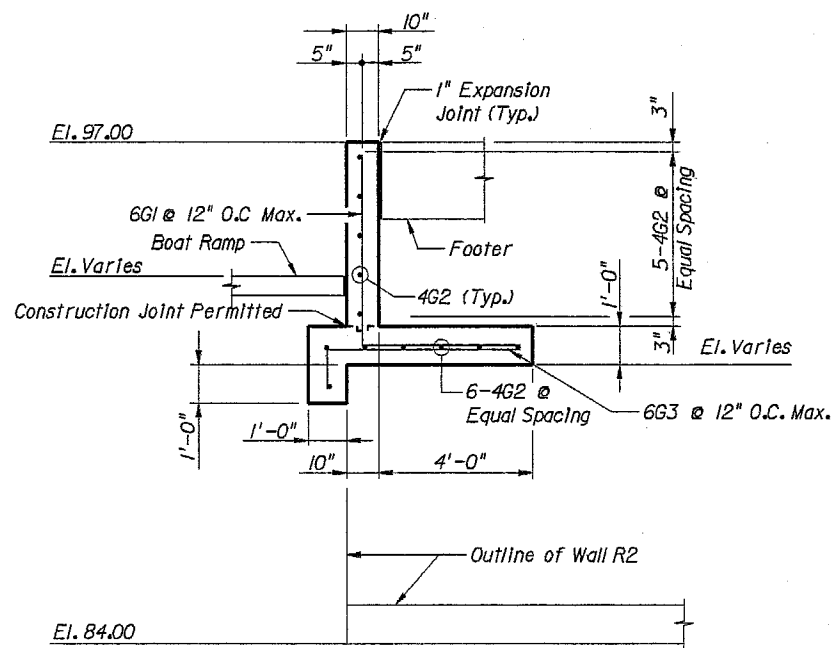 10"
5"
5"
1" Expansion
Joint (Typ.)
3"
El. 97.00
6G1 @ 12" O.C Max.
5-4G2 @
Equal Spacing
Boat Ramp
Footer
El. Varies
4G2 (Typ.)
Construction Joint Permitted
1'-0"
3"
El. Varies
6-4G2 @
Equal Spacing
6G3 @ 12" O.C. Max.
1'-0"
1'-0"
10"
4'-0"
Outline of Wall R2
El. 84.00